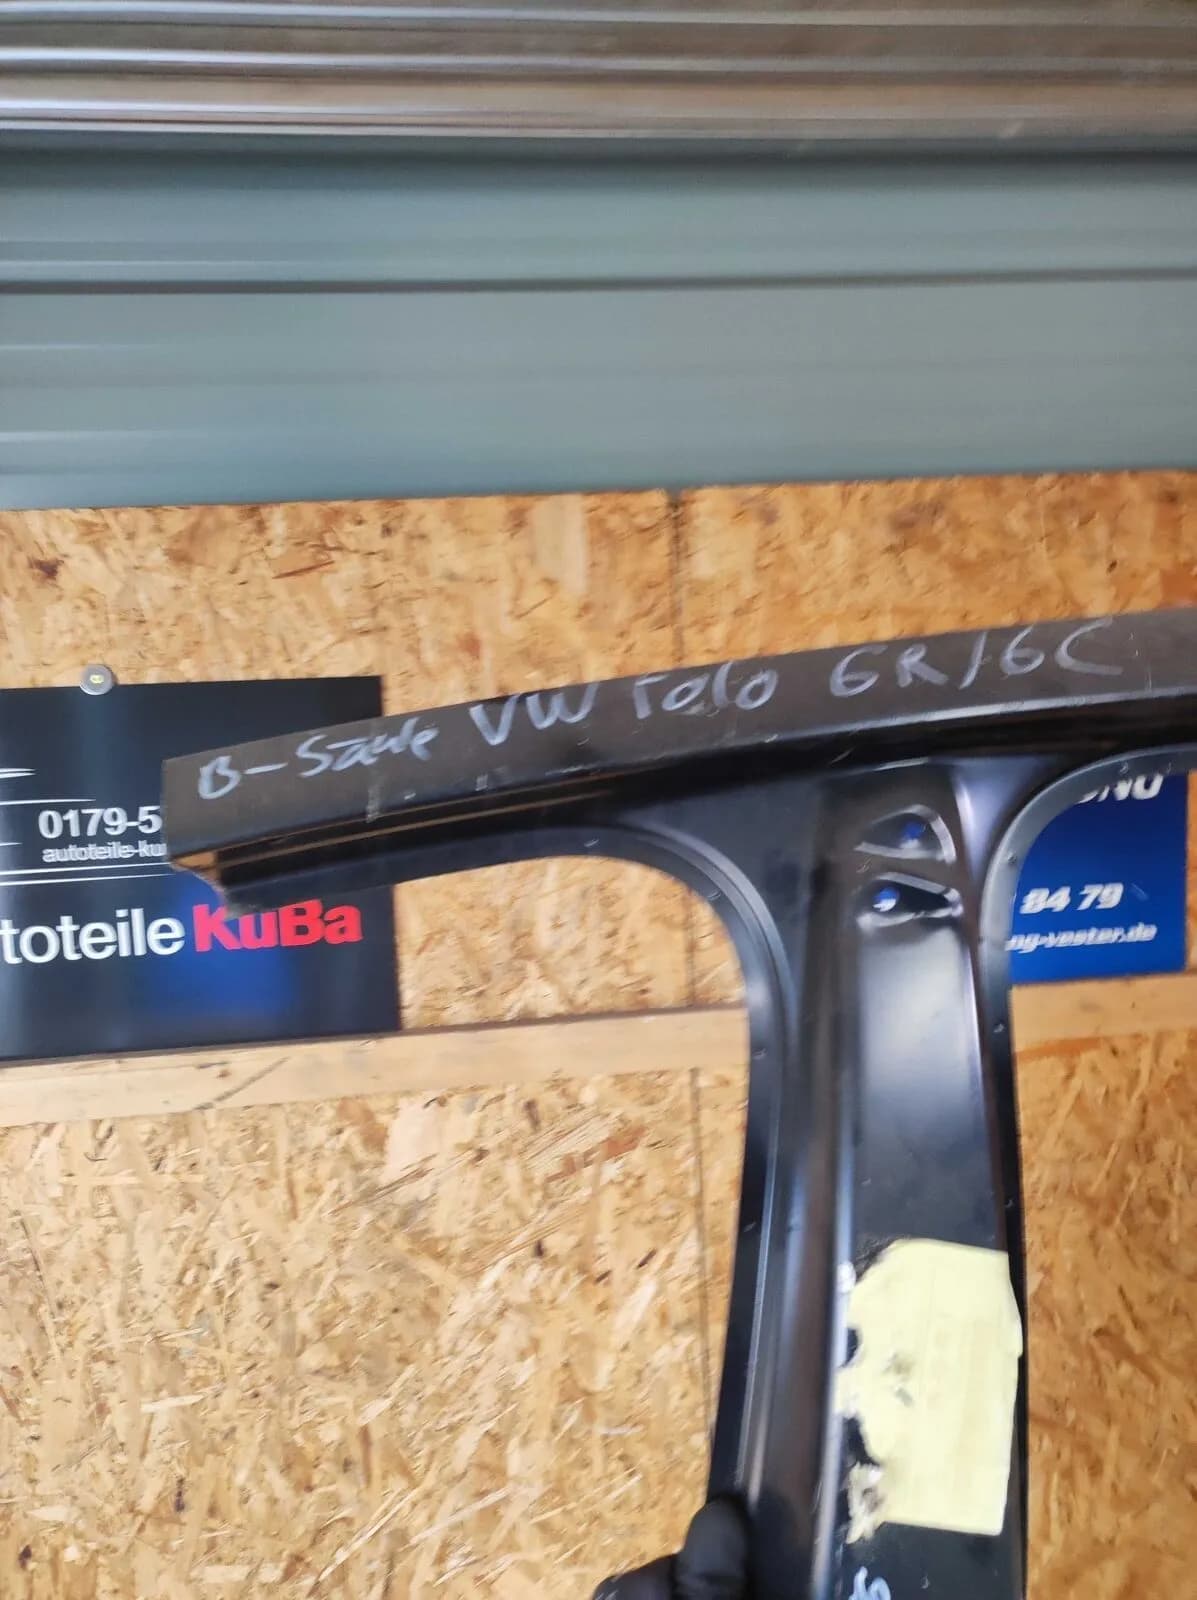 B-Säule VW Polo 6R/6C
0179-5
autoteile-ku
toteile KuBa
84 79
ng-vester.de